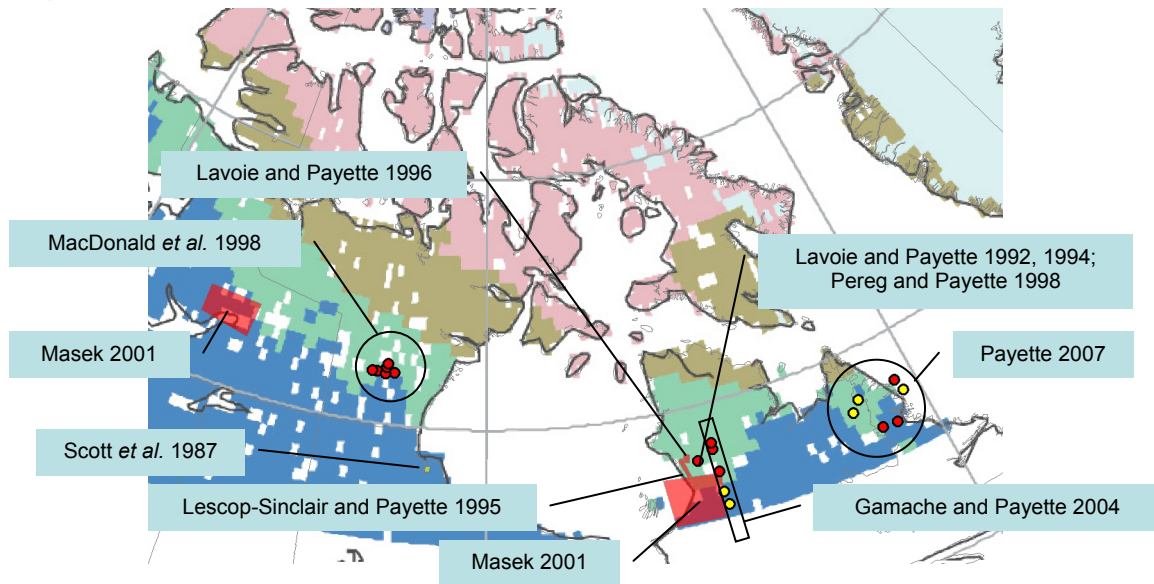 Lavoie and Payette 1996
MacDonald et al. 1998
Lavoie and Payette 1992, 1994;
Pereg and Payette 1998
Masek 2001
Payette 2007
Scott et al. 1987
Lescop-Sinclair and Payette 1995
Gamache and Payette 2004
Masek 2001